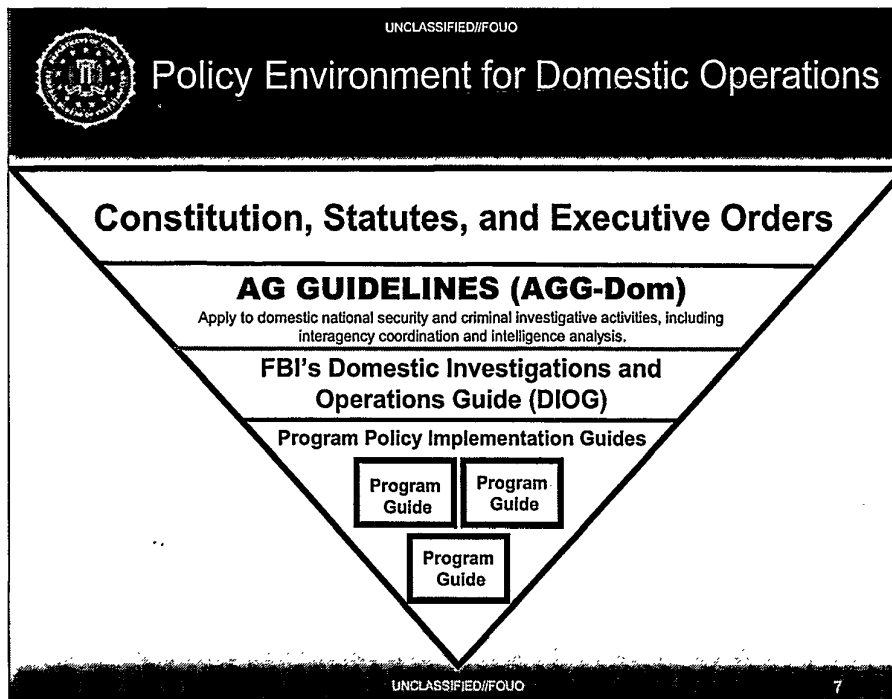 UNCLASSIFIED//FOUO
Policy Environment for Domestic Operations
Constitution, Statutes, and Executive Orders
AG GUIDELINES (AGG-Dom)
Apply to domestic national security and criminal investigative activities, including
interagency coordination and intelligence analysis.
FBI's Domestic Investigations and
Operations Guide (DIOG)
Program Policy Implementation Guides
Program
Guide
Program
Guide
Program
Guide
UNCLASSIFIED//FOUO
7